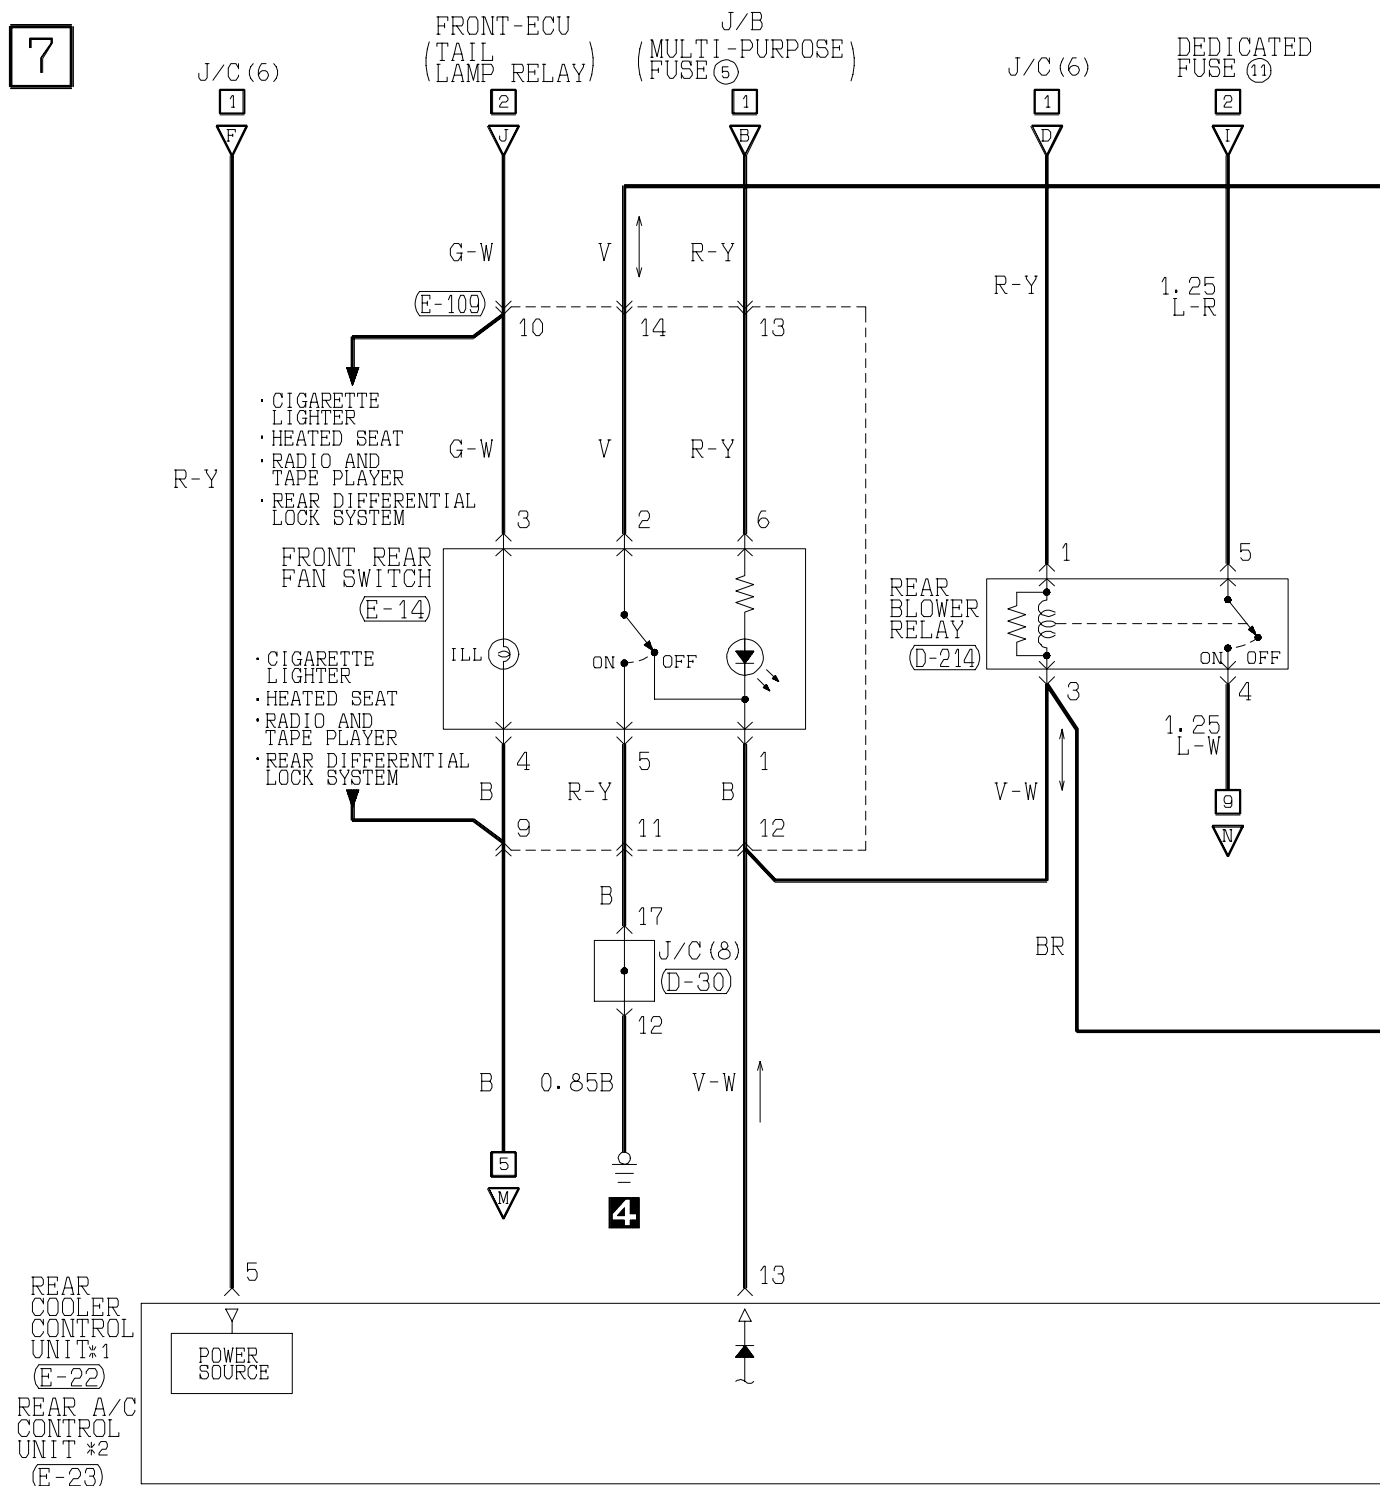 7
J/C(6)
FRONT-ECU
(TAIL
LAMP RELAY)
J/B
(MULTI-PURPOSE
FUSE⑤)
J/C(6)
DEDICATED
FUSE ⑪
1
2
1
1
2
F
J
B
D
I
G-W
V
R-Y
R-Y
1.25
L-R
E-109
10
14
13
· CIGARETTE
LIGHTER
· HEATED SEAT
· RADIO AND
TAPE PLAYER
· REAR DIFFERENTIAL
LOCK SYSTEM
R-Y
G-W
V
R-Y
3
2
6
1
5
FRONT REAR
FAN SWITCH
E-14
ILL
ON
OFF
REAR
BLOWER
RELAY
D-214
ON
OFF
· CIGARETTE
LIGHTER
· HEATED SEAT
· RADIO AND
TAPE PLAYER
· REAR DIFFERENTIAL
LOCK SYSTEM
3
4
4
5
1
1.25
L-W
B
R-Y
B
V-W
9
N
9
11
12
B
17
J/C(8)
D-30
12
BR
B
0.85B
V-W
5
M
4
5
13
REAR
COOLER
CONTROL
UNIT*1
E-22
REAR A/C
CONTROL
UNIT *2
E-23
POWER
SOURCE